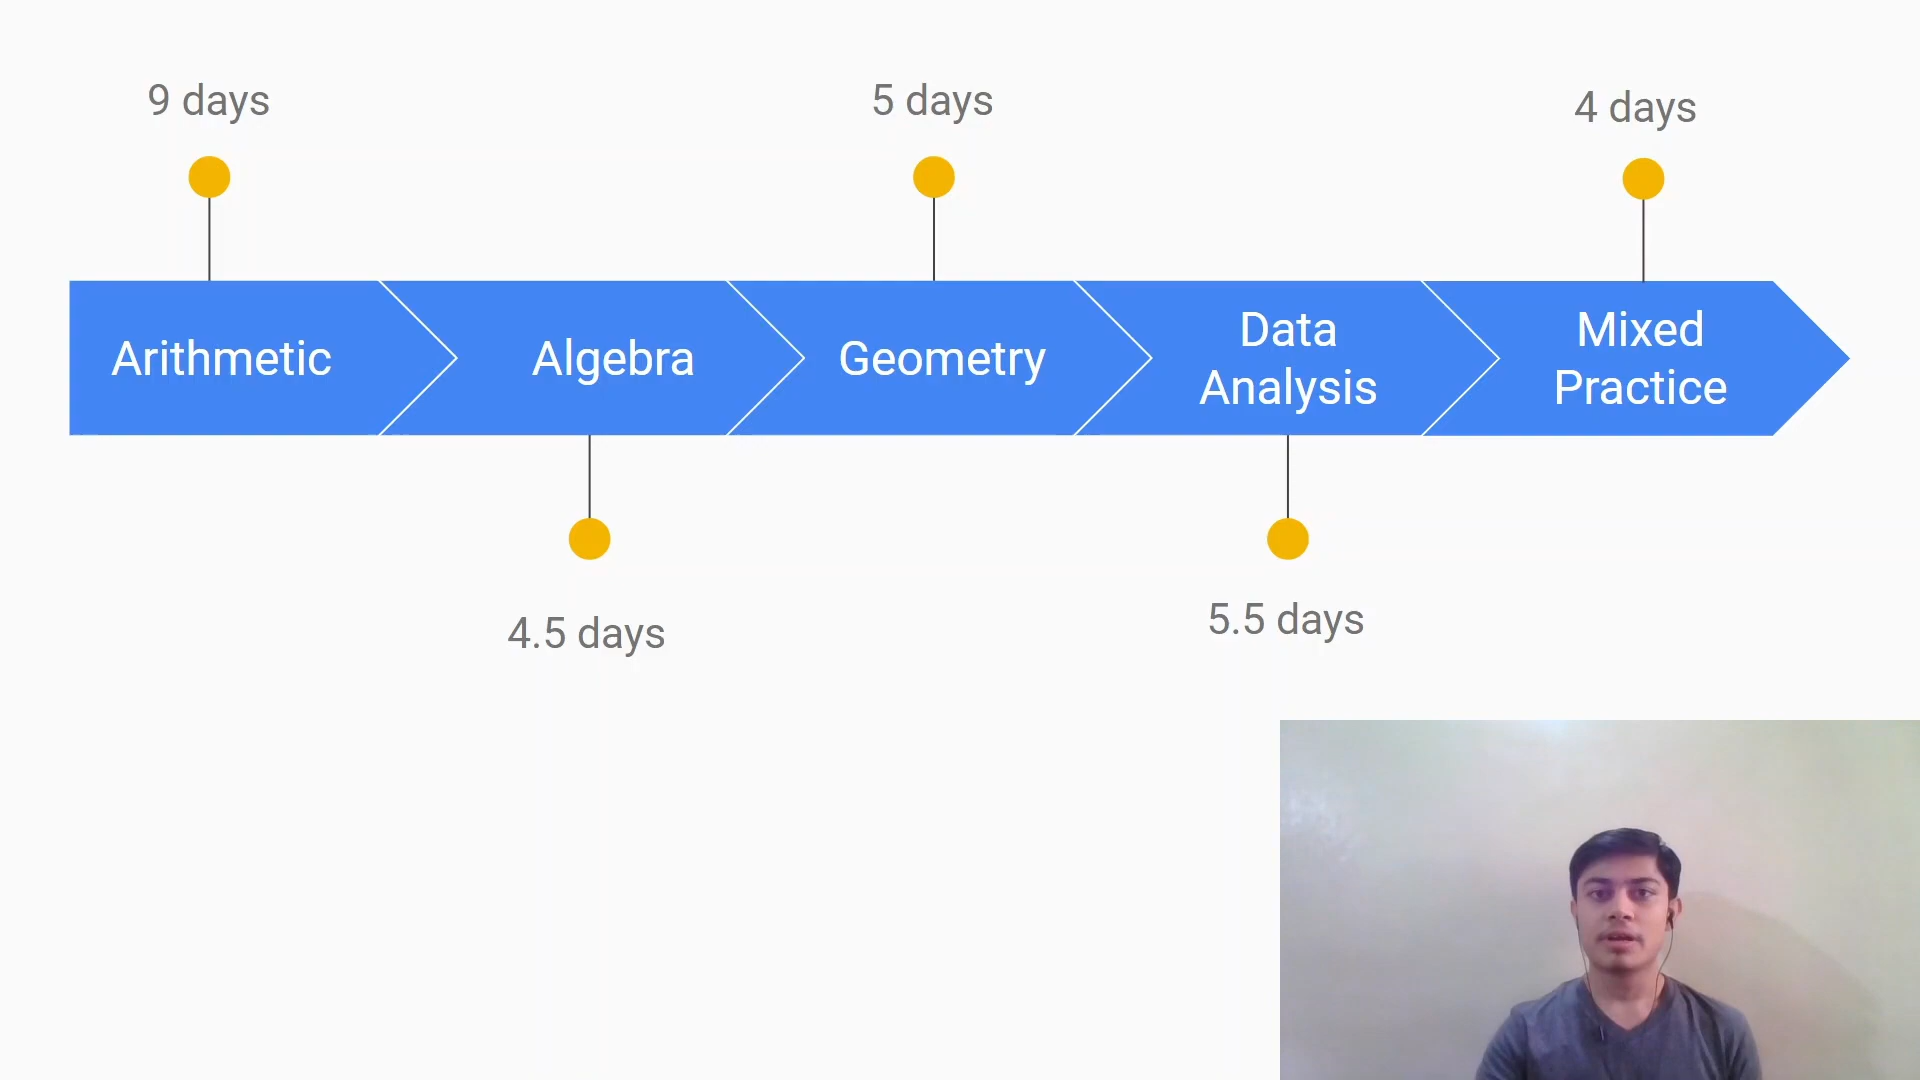 9 days
5 days
4 days
Arithmetic
Algebra
Geometry
Data
Analysis
Mixed
Practice
4.5 days
5.5 days